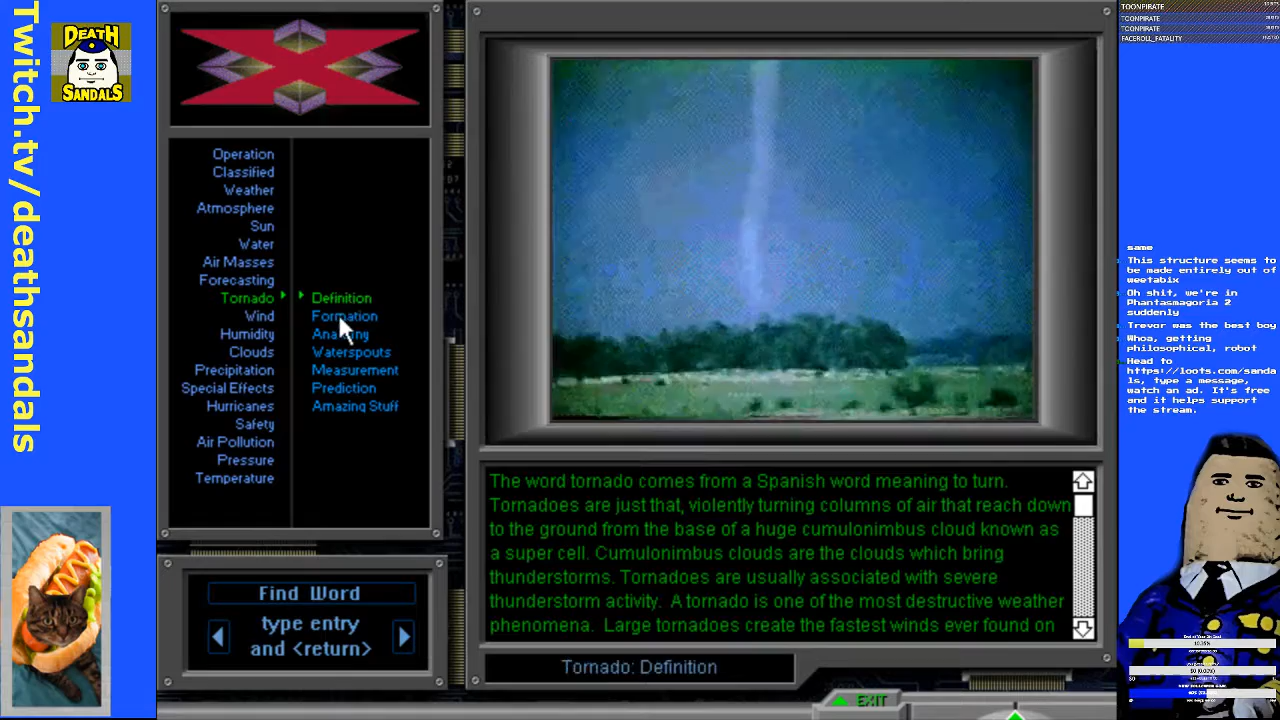 Twitch.tv/deathsandals
DEATH
SANDALS
Operation
Classified
Weather
Atmosphere
Sun
Water
Air Masses
Forecasting
Tornado
Wind
Humidity
Clouds
Precipitation
Special Effects
Hurricanes
Safety
Air Pollution
Pressure
Temperature
Definition
Formation
Waterspouts
Measurement
Prediction
Amazing Stuff
Find Word
type entry
and <return>
The word tornado comes from a Spanish word meaning to turn.
Tornadoes are just that, violently turning columns of air that reach down
to the ground from the base of a huge cumulonimbus cloud known as
a super cell. Cumulonimbus clouds are the clouds which bring
thunderstorms. Tornadoes are usually associated with severe
thunderstorm activity. A tornado is one of the most destructive weather
phenomena. Large tornadoes create the fastest winds ever found on
Tornado: Definition
EXIT
TOONPIRATE
TOONPIRATE
TOONPIRATE
FACEROLL_FATALITY
same
This structure seems to
be made entirely out of
weetabix
Oh shit, we're in
Phantasmagoria 2
suddenly
Trevor was the best boy
Whoa, getting
philosophical, robot
Head to
https://loots.com/sanda
ls, type a message,
watch an ad. It's free
and it helps support
the stream.